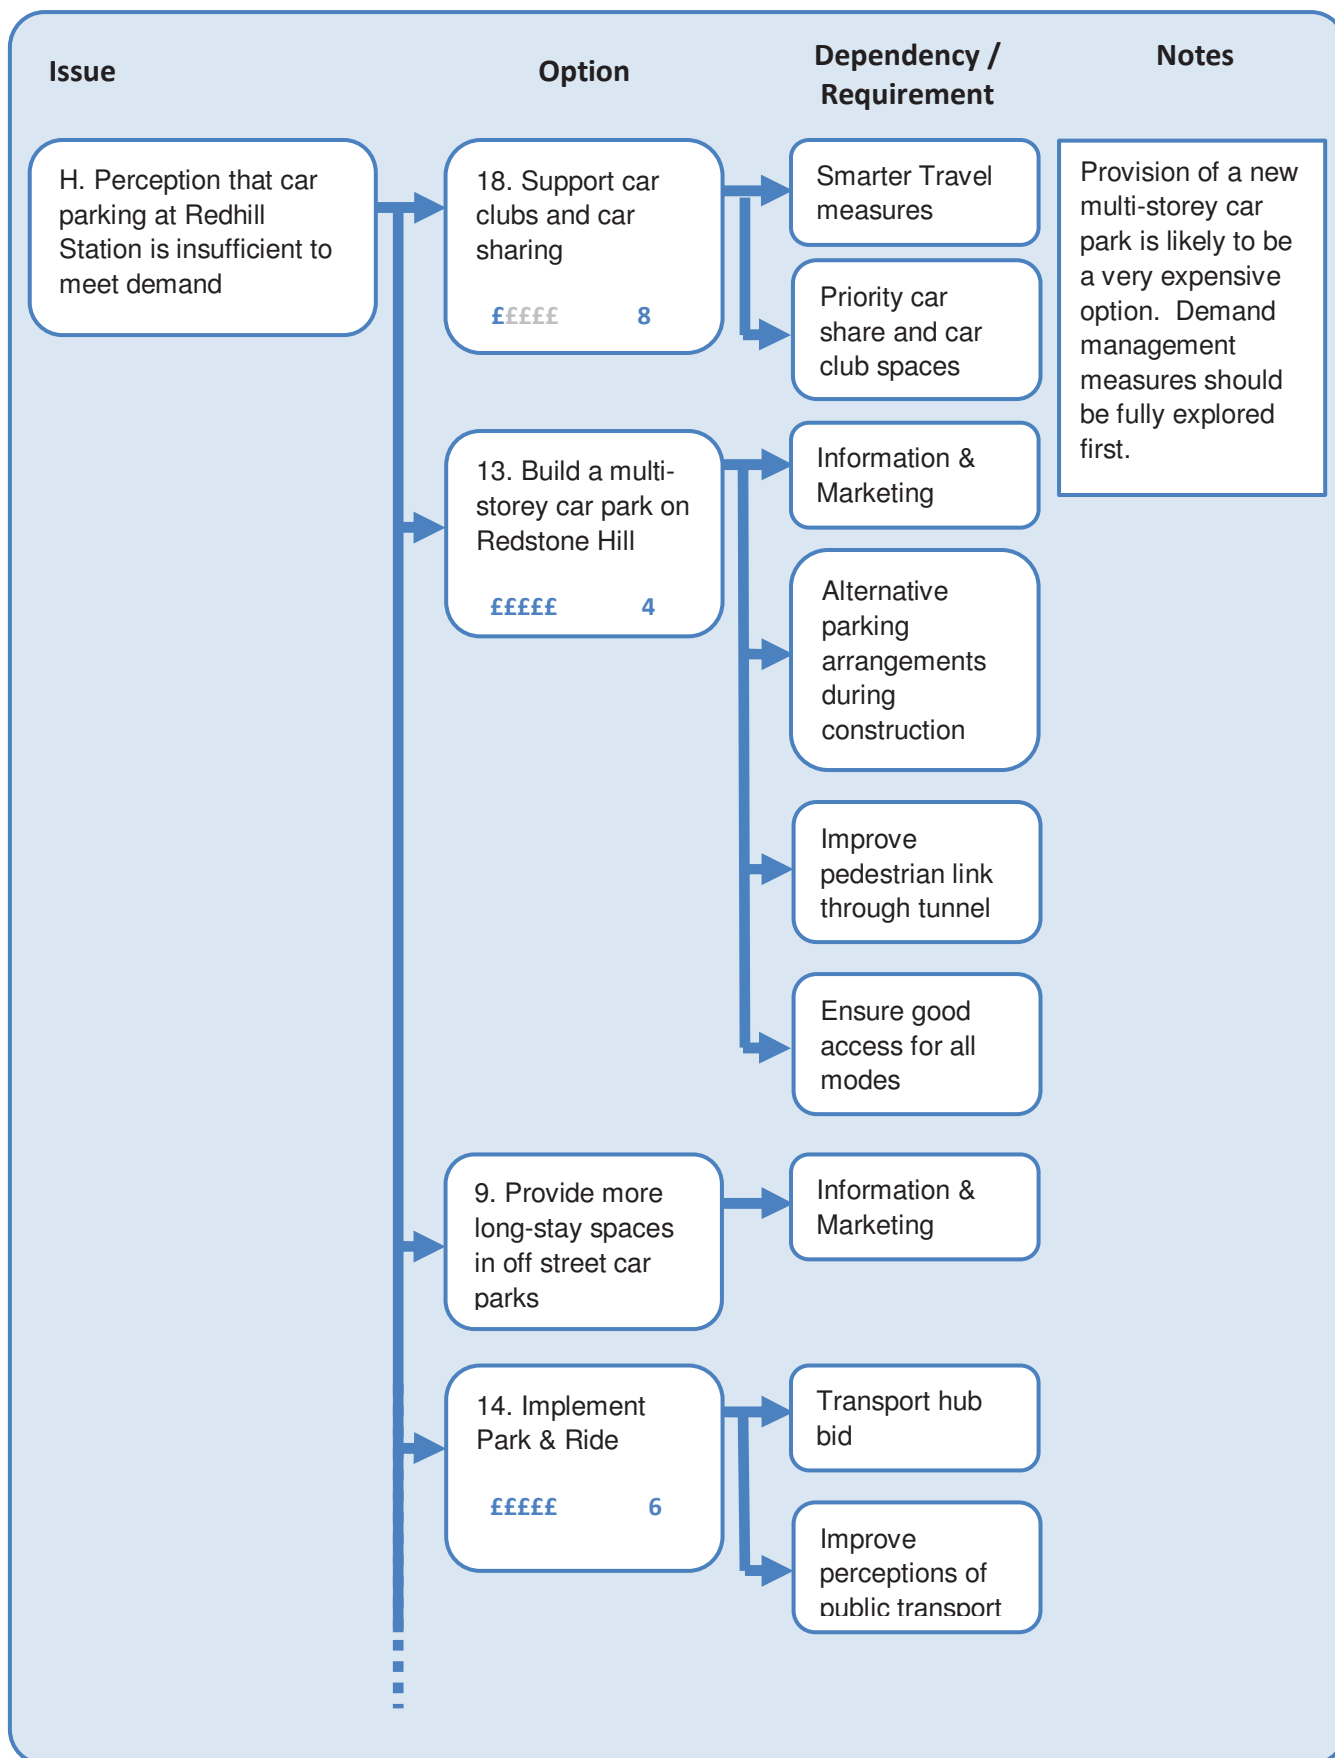 Issue
Option
Dependency /
Requirement
Notes
H. Perception that car
parking at Redhill
Station is insufficient to
meet demand
18. Support car
clubs and car
sharing
£££££ 8
Smarter Travel
measures
Priority car
share and car
club spaces
Provision of a new
multi-storey car
park is likely to be
a very expensive
option. Demand
management
measures should
be fully explored
first.
13. Build a multi-
storey car park on
Redstone Hill
£££££ 4
Information &
Marketing
Alternative
parking
arrangements
during
construction
Improve
pedestrian link
through tunnel
Ensure good
access for all
modes
9. Provide more
long-stay spaces
in off street car
parks
Information &
Marketing
14. Implement
Park & Ride
£££££ 6
Transport hub
bid
Improve
perceptions of
public transport